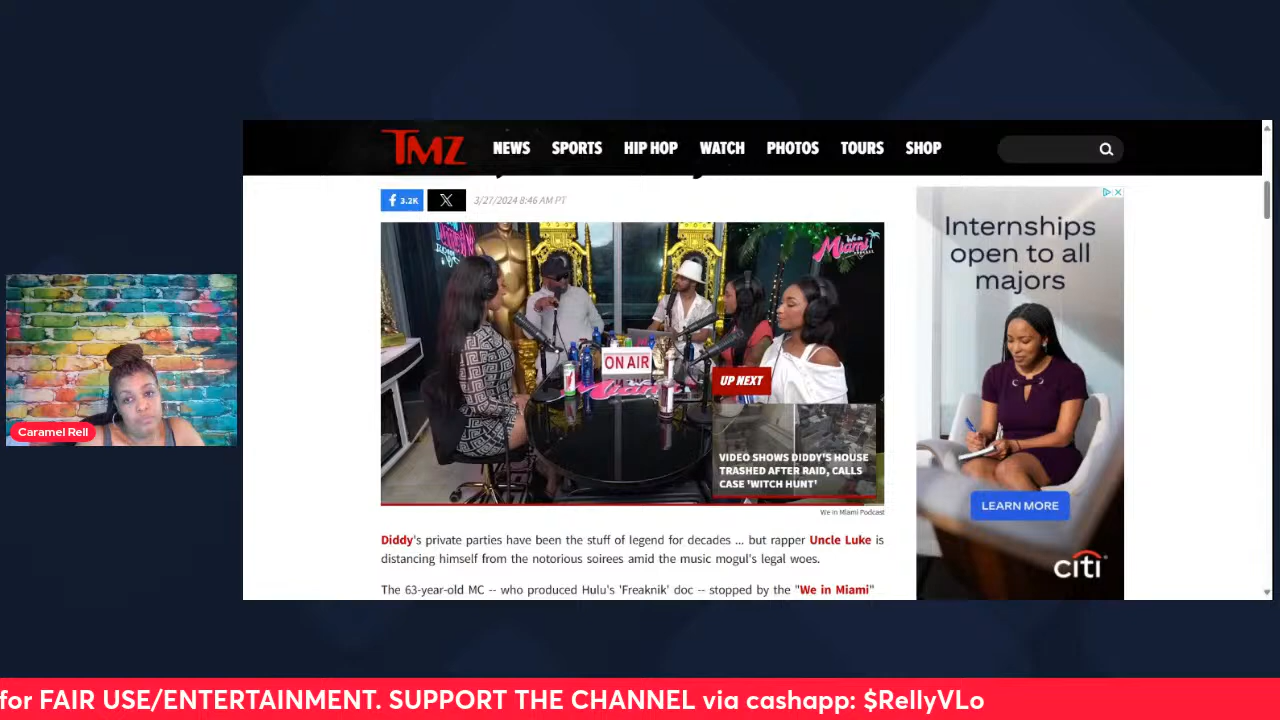 TMZ
NEWS SPORTS HIP HOP WATCH PHOTOS TOURS SHOP
3.2K
3/27/2024 8:46 AM PT
We in
Miami
ON AIR
Miami
UP NEXT
VIDEO SHOWS DIDDY'S HOUSE
TRASHED AFTER RAID, CALLS
CASE 'WITCH HUNT'
We in Miami Podcast
Diddy's private parties have been the stuff of legend for decades ... but rapper Uncle Luke is
distancing himself from the notorious soirees amid the music mogul's legal woes.
The 63-year-old MC -- who produced Hulu's 'Freaknik' doc -- stopped by the "We in Miami"
Internships
open to all
majors
LEARN MORE
citi
Caramel Rell
for FAIR USE/ENTERTAINMENT. SUPPORT THE CHANNEL via cashapp: $RellyVLo